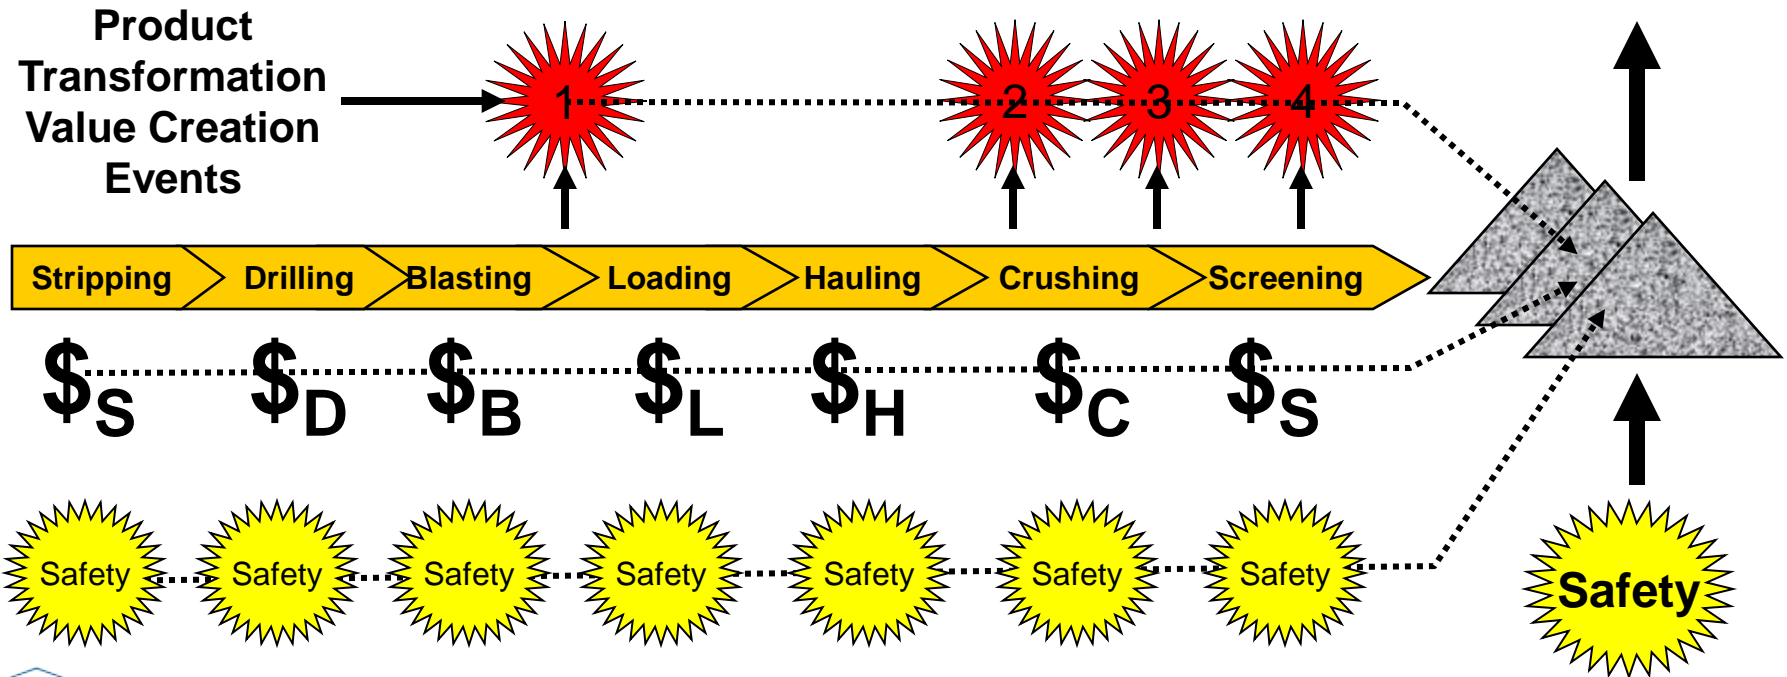 Product
Transformation
Value Creation
Events
1 2 3 4
Stripping Drilling Blasting Loading Hauling Crushing Screening
$S $D $B $L $H $C $S
Safety Safety Safety Safety Safety Safety Safety
Safety